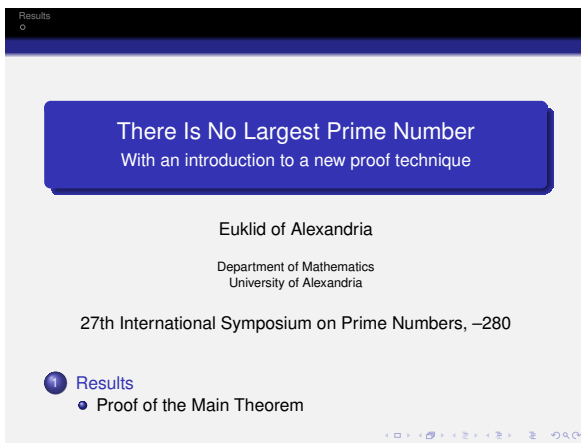 Results
There Is No Largest Prime Number
With an introduction to a new proof technique
Euklid of Alexandria
Department of Mathematics
University of Alexandria
27th International Symposium on Prime Numbers, –280
1 Results
Proof of the Main Theorem